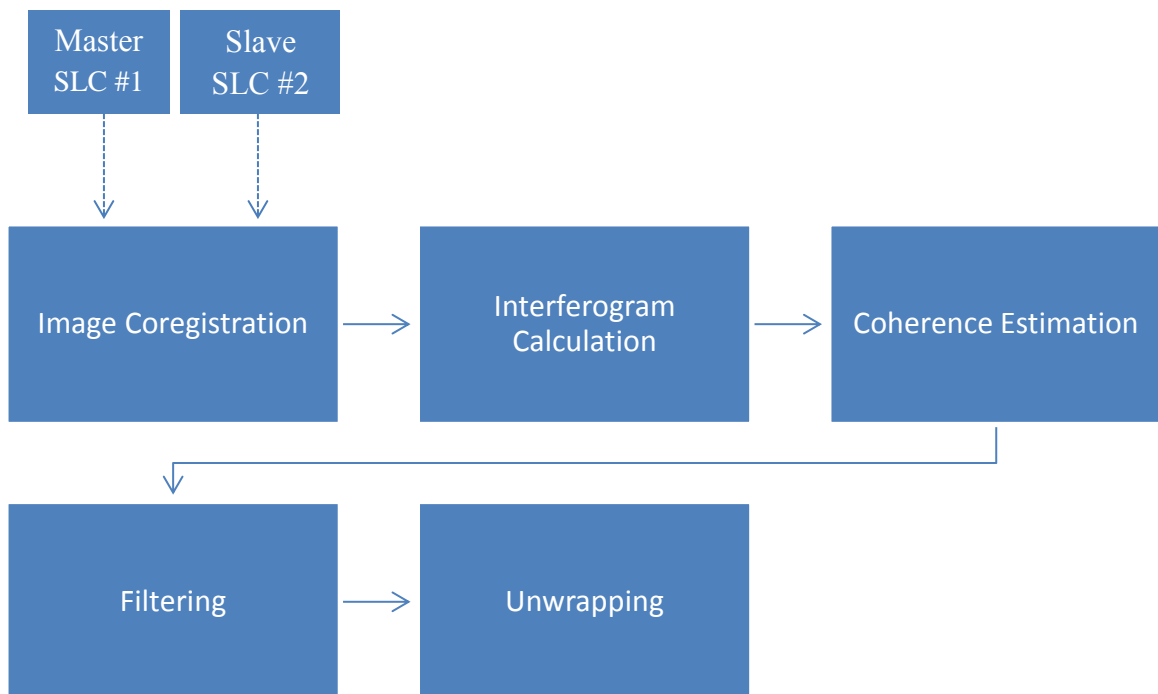 Master
SLC #1
Slave
SLC #2
Image Coregistration
Interferogram
Calculation
Coherence Estimation
Filtering
Unwrapping